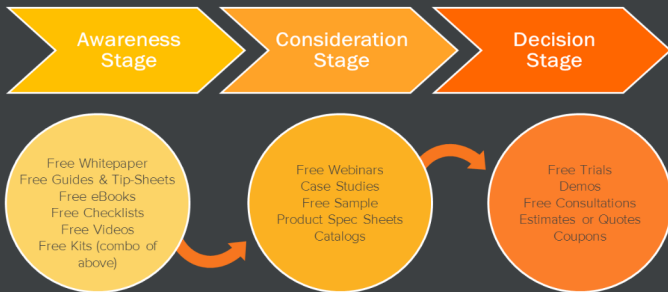 Awareness
Stage
Consideration
Stage
Decision
Stage
Free Whitepaper
Free Guides & Tip-Sheets
Free eBooks
Free Checklists
Free Videos
Free Kits (combo of
above)
Free Webinars
Case Studies
Free Sample
Product Spec Sheets
Catalogs
Free Trials
Demos
Free Consultations
Estimates or Quotes
Coupons